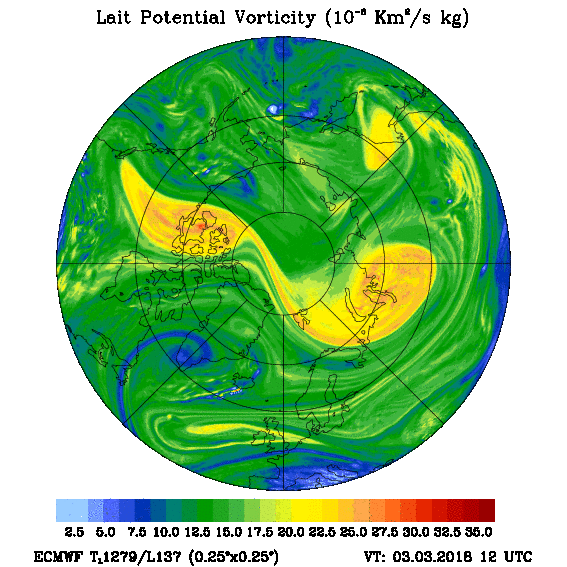 Lait Potential Vorticity (10⁻⁶ Km²/s kg)
2.5 5.0 7.5 10.0 12.5 15.0 17.5 20.0 22.5 25.0 27.5 30.0 32.5 35.0
ECMWF T_L1279/L137 (0.25°x0.25°) VT: 03.03.2018 12 UTC